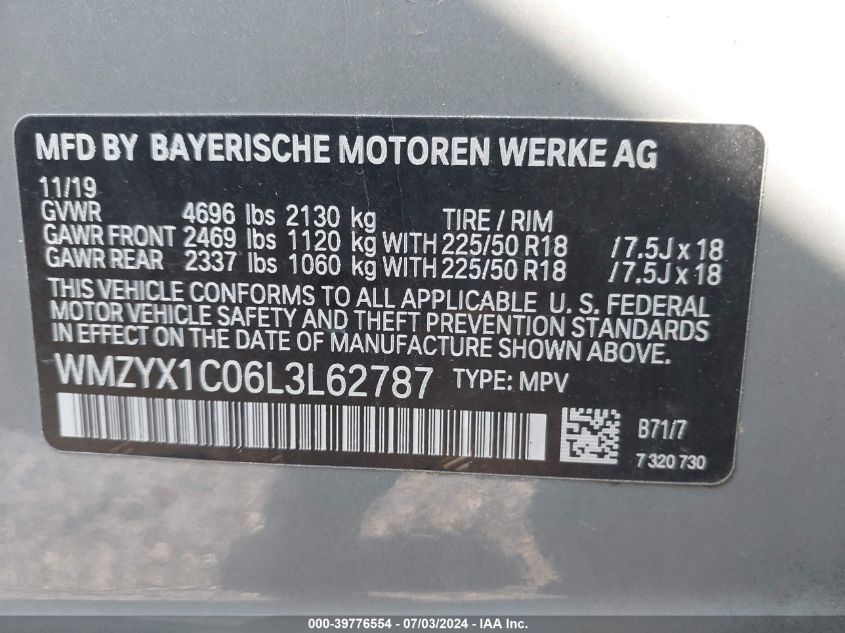 MFD BY BAYERISCHE MOTOREN WERKE AG
11/19
GVWR 4696 lbs 2130 kg TIRE / RIM
GAWR FRONT 2469 lbs 1120 kg WITH 225/50 R18 / 7.5J x 18
GAWR REAR 2337 lbs 1060 kg WITH 225/50 R18 / 7.5J x 18
THIS VEHICLE CONFORMS TO ALL APPLICABLE U. S. FEDERAL
MOTOR VEHICLE SAFETY AND THEFT PREVENTION STANDARDS
IN EFFECT ON THE DATE OF MANUFACTURE SHOWN ABOVE.
WMZYX1C06L3L62787 TYPE: MPV
B71/7
7 320 730
000-39776554 - 07/03/2024 - IAA Inc.